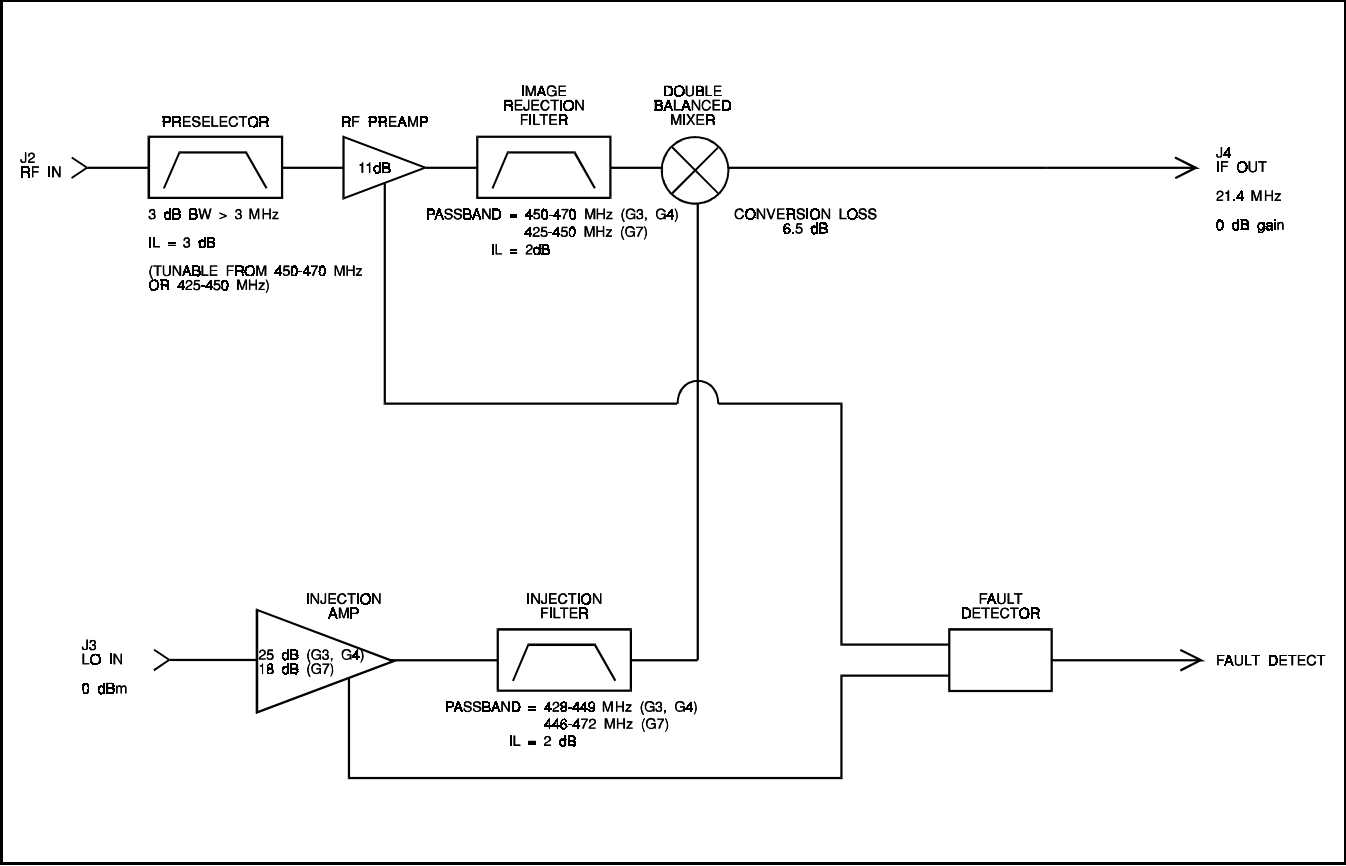 IMAGE
REJECTION
FILTER
DOUBLE
BALANCED
MIXER
PRESELECTOR
RF PREAMP
J2
RF IN
11dB
J4
IF OUT
21.4 MHz
0 dB gain
3 dB BW > 3 MHz
IL = 3 dB
(TUNABLE FROM 450-470 MHz
OR 425-450 MHz)
PASSBAND = 450-470 MHz (G3, G4)
425-450 MHz (G7)
IL = 2dB
CONVERSION LOSS
6.5 dB
INJECTION
AMP
INJECTION
FILTER
FAULT
DETECTOR
J3
LO IN
0 dBm
25 dB (G3, G4)
18 dB (G7)
FAULT DETECT
PASSBAND = 428-449 MHz (G3, G4)
446-472 MHz (G7)
IL = 2 dB